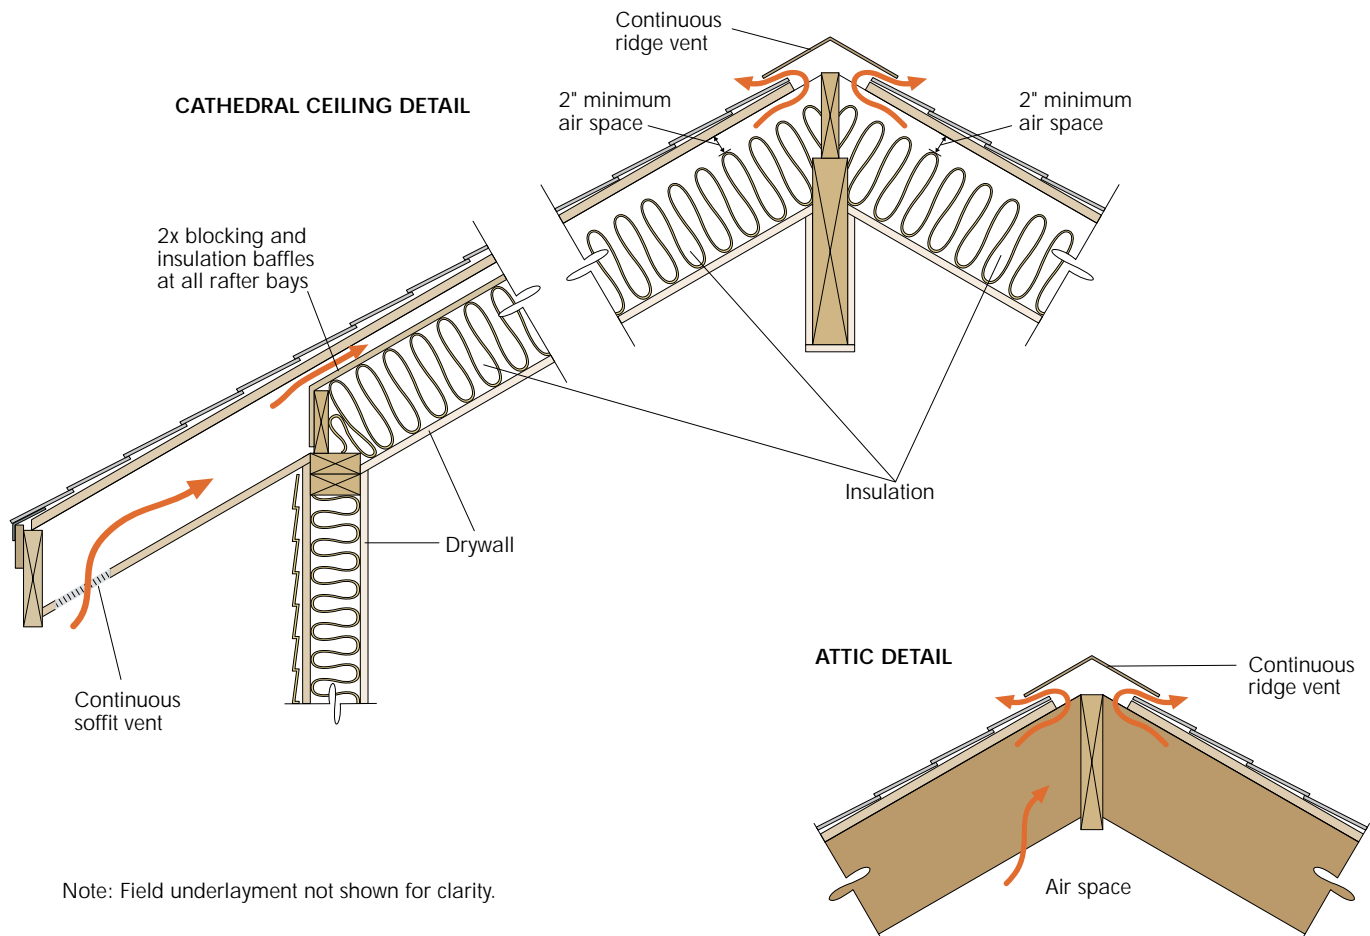 Continuous
ridge vent
CATHEDRAL CEILING DETAIL
2" minimum
air space
2" minimum
air space
2x blocking and
insulation baffles
at all rafter bays
Insulation
Drywall
Continuous
soffit vent
ATTIC DETAIL
Continuous
ridge vent
Air space
Note: Field underlayment not shown for clarity.